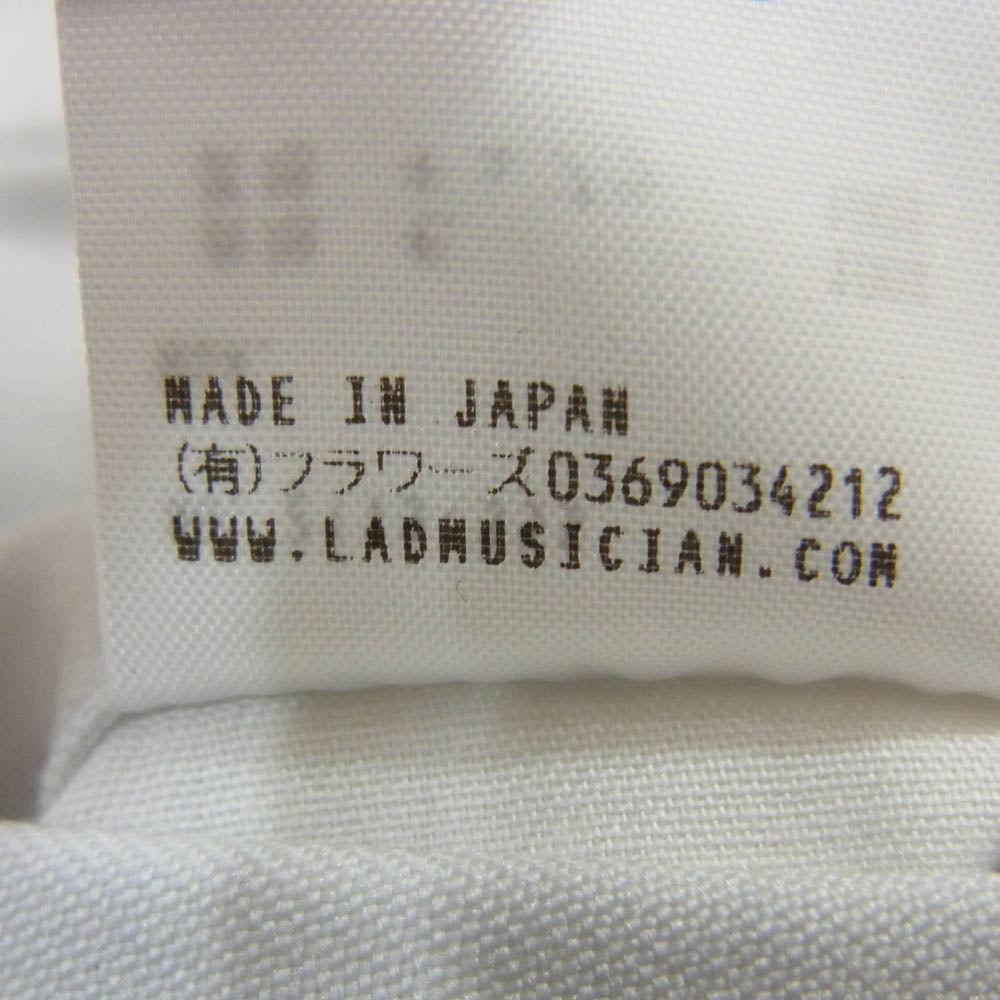 MADE IN JAPAN
(有)フラワーズ0369034212
WWW.LADMUSICIAN.COM